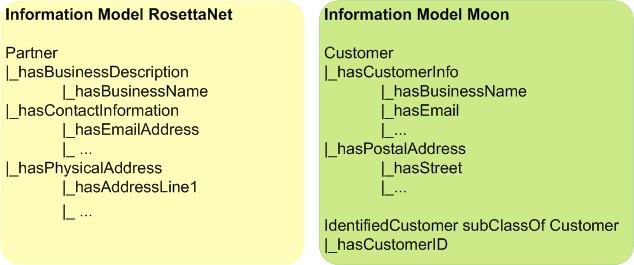 Information Model RosettaNet
Partner
|_hasBusinessDescription
|_hasBusinessName
|_hasContactInformation
|_hasEmailAddress
|_ ...
|_hasPhysicalAddress
|_hasAddressLine1
|_ ...
Information Model Moon
Customer
|_hasCustomerInfo
|_hasBusinessName
|_hasEmail
|_...
|_hasPostalAddress
|_hasStreet
|_...
IdentifiedCustomer subClassOf Customer
|_hasCustomerID